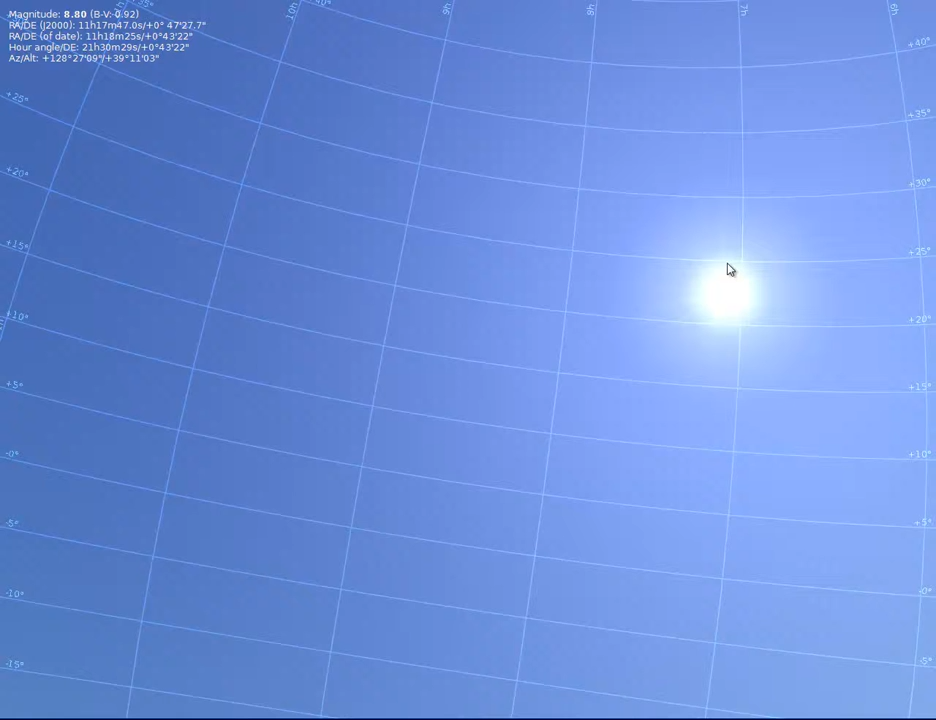 Magnitude: 8.80 (B-V: 0.92)
RA/DE (J2000): 11h17m47.0s/+0° 47'27.7"
RA/DE (of date): 11h18m25s/+0°43'22"
Hour angle/DE: 21h30m29s/+0°43'22"
Az/Alt: +128°27'09"/+39°11'03"
10h
9h
8h
7h
6h
+40°
+35°
+30°
+25°
+20°
+15°
+10°
+5°
-0°
-5°
+25°
+20°
+15°
+10°
+5°
-0°
-5°
-10°
-15°